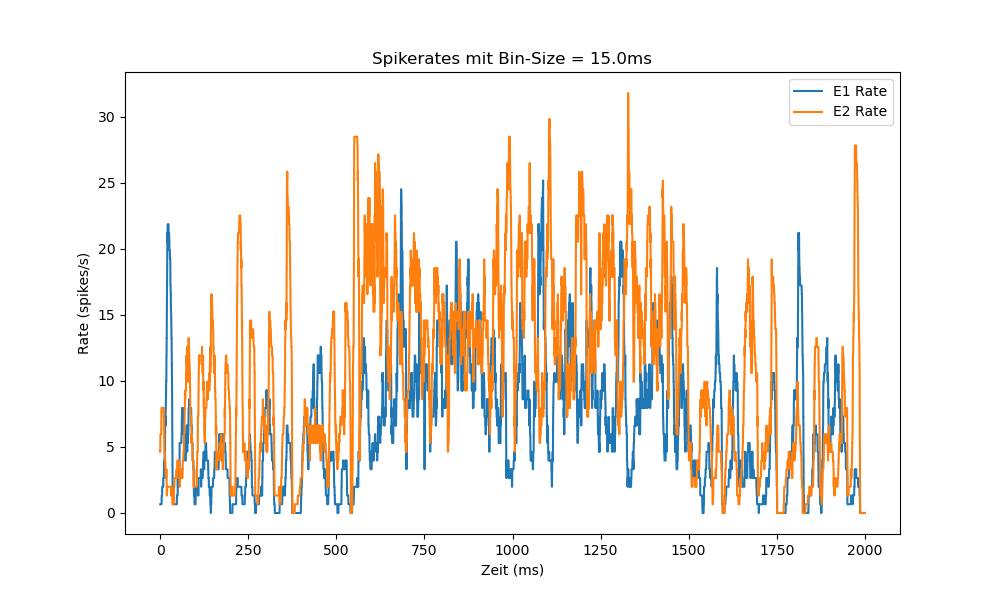 Spikerates mit Bin-Size = 15.0ms
E1 Rate
E2 Rate
Rate (spikes/s)
30
25
20
15
10
5
0
0 250 500 750 1000 1250 1500 1750 2000
Zeit (ms)